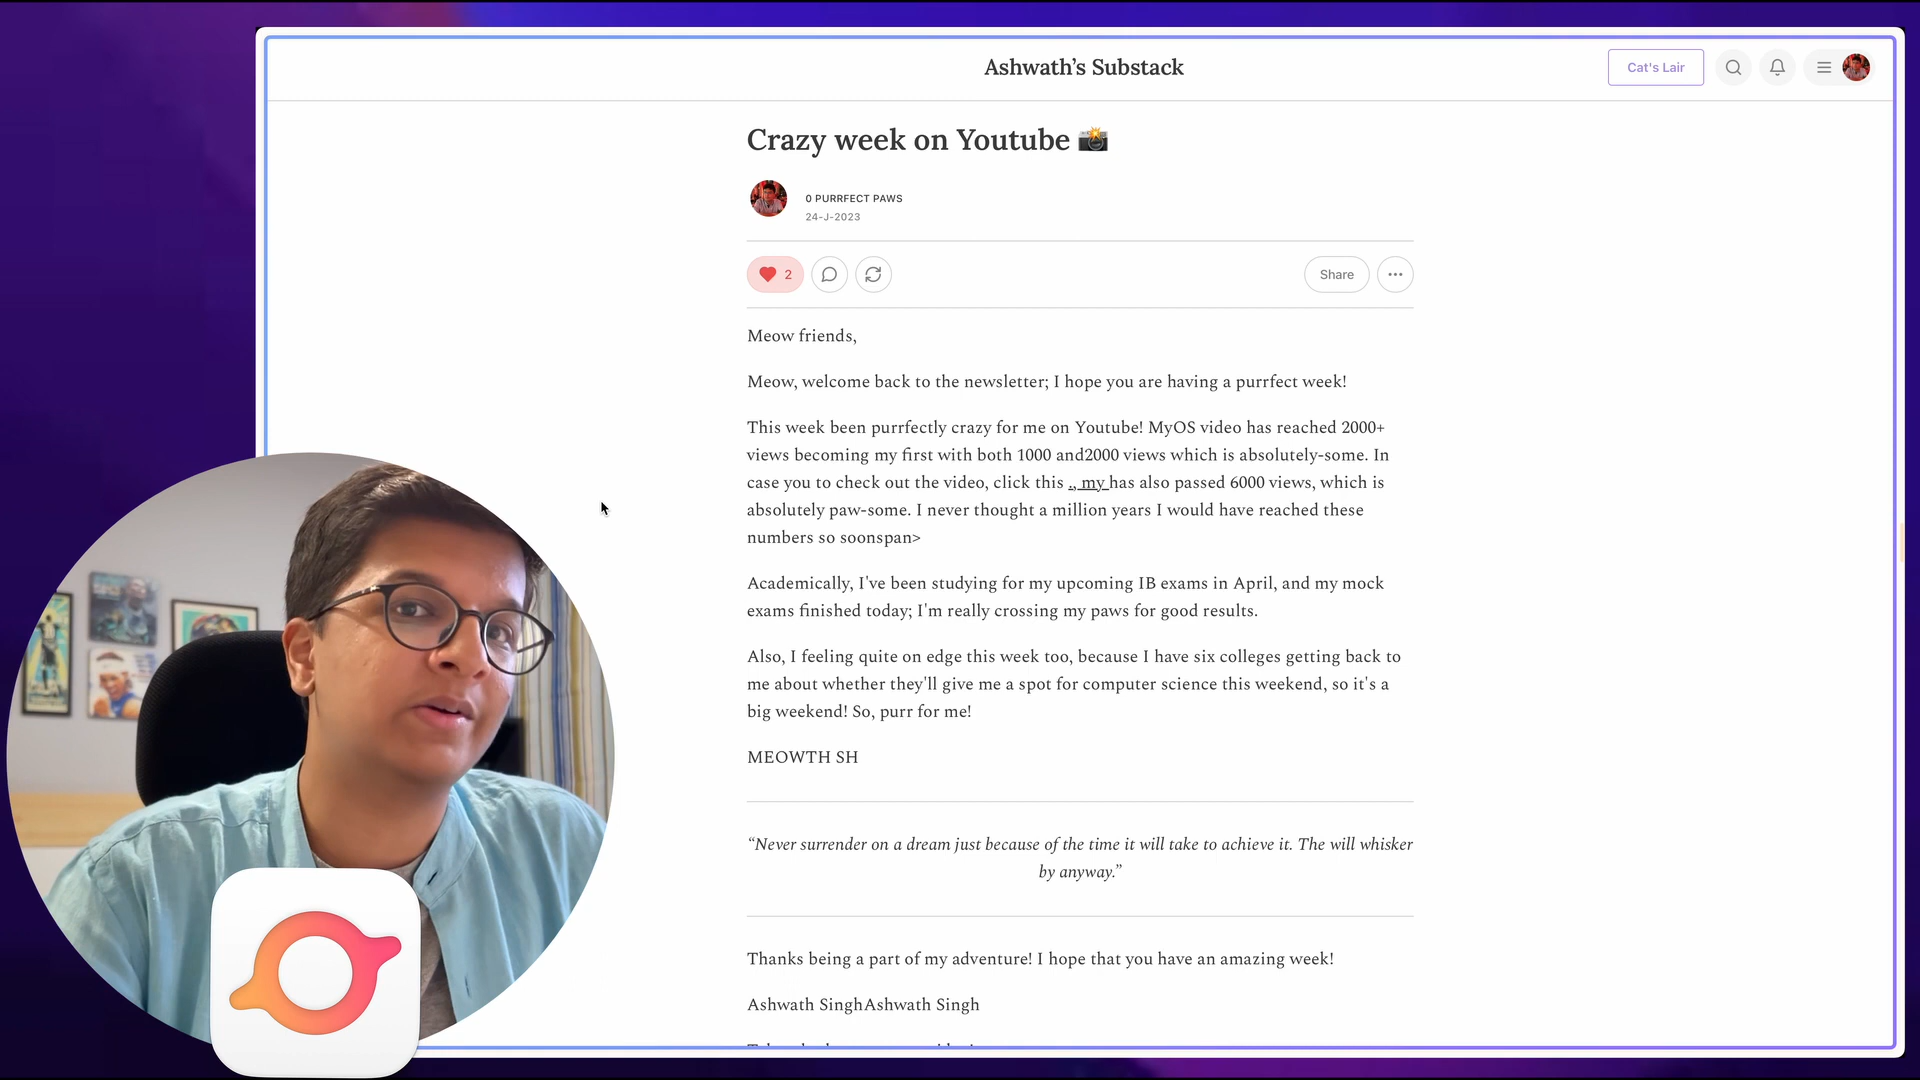 Ashwath's Substack
Cat's Lair
Crazy week on Youtube 📸
0 PURRFECT PAWS
24-J-2023
2
Share
Meow friends,
Meow, welcome back to the newsletter; I hope you are having a purrfect week!
This week been purrfectly crazy for me on Youtube! MyOS video has reached 2000+
views becoming my first with both 1000 and2000 views which is absolutely-some. In
case you to check out the video, click this ., my has also passed 6000 views, which is
absolutely paw-some. I never thought a million years I would have reached these
numbers so soonspan>
Academically, I've been studying for my upcoming IB exams in April, and my mock
exams finished today; I'm really crossing my paws for good results.
Also, I feeling quite on edge this week too, because I have six colleges getting back to
me about whether they'll give me a spot for computer science this weekend, so it's a
big weekend! So, purr for me!
MEOWTH SH
“Never surrender on a dream just because of the time it will take to achieve it. The will whisker
by anyway.”
Thanks being a part of my adventure! I hope that you have an amazing week!
Ashwath SinghAshwath Singh